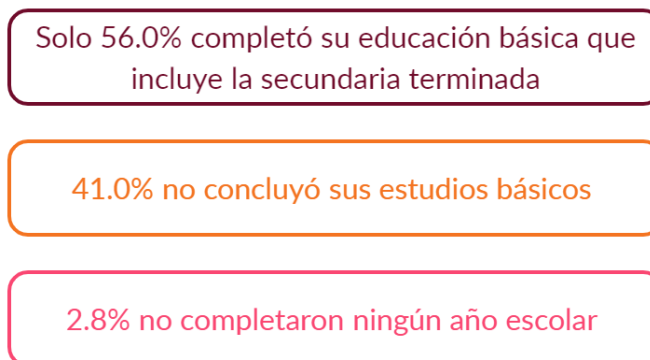 Solo 56.0% completó su educación básica que
incluye la secundaria terminada
41.0% no concluyó sus estudios básicos
2.8% no completaron ningún año escolar